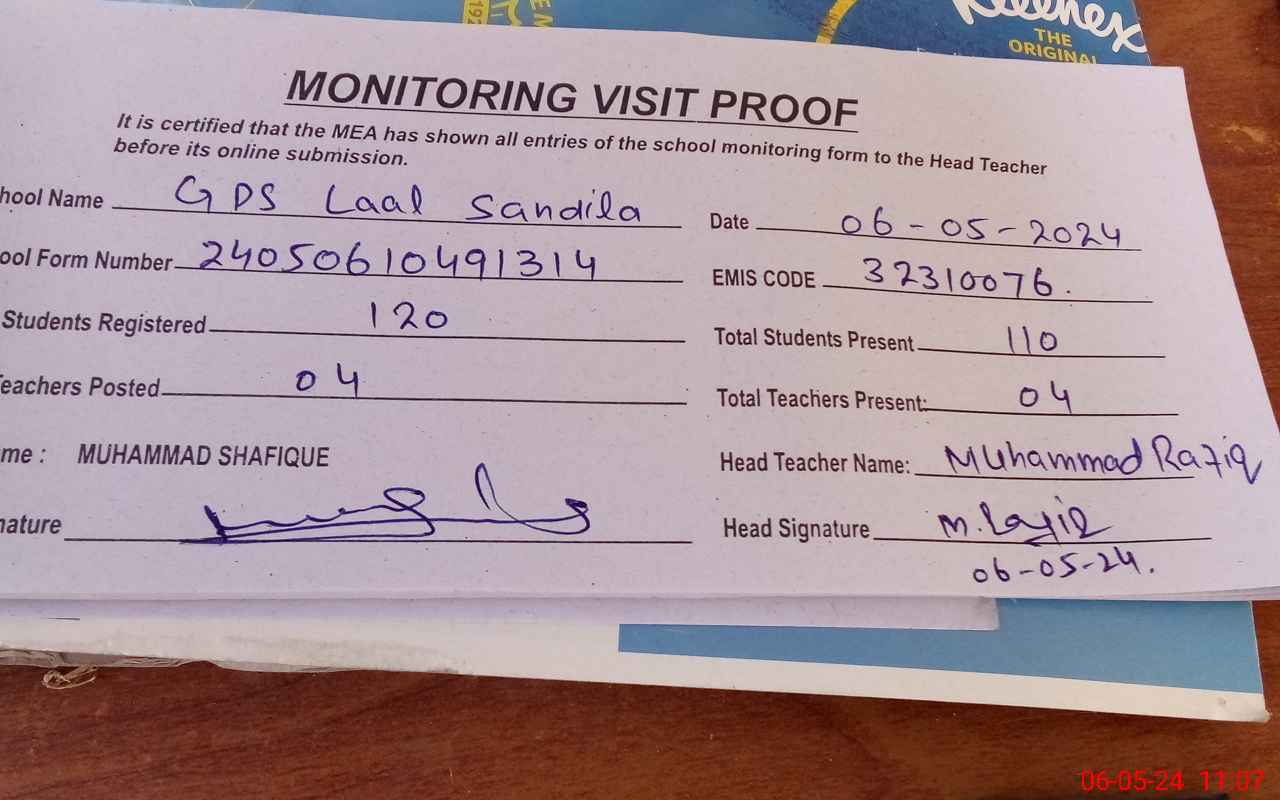 Kleenex
THE
ORIGINAL
192
MONITORING VISIT PROOF
It is certified that the MEA has shown all entries of the school monitoring form to the Head Teacher
before its online submission.
hool Name GPS Laal Sandila Date 06-05-2024
ool Form Number 24050610491314 EMIS CODE 32310076.
Students Registered 120 Total Students Present 110
Teachers Posted 04 Total Teachers Present: 04
me : MUHAMMAD SHAFIQUE Head Teacher Name: Muhammad Rafiq
nature Head Signature M. Rafiq
06-05-24.
06-05-24 11:07